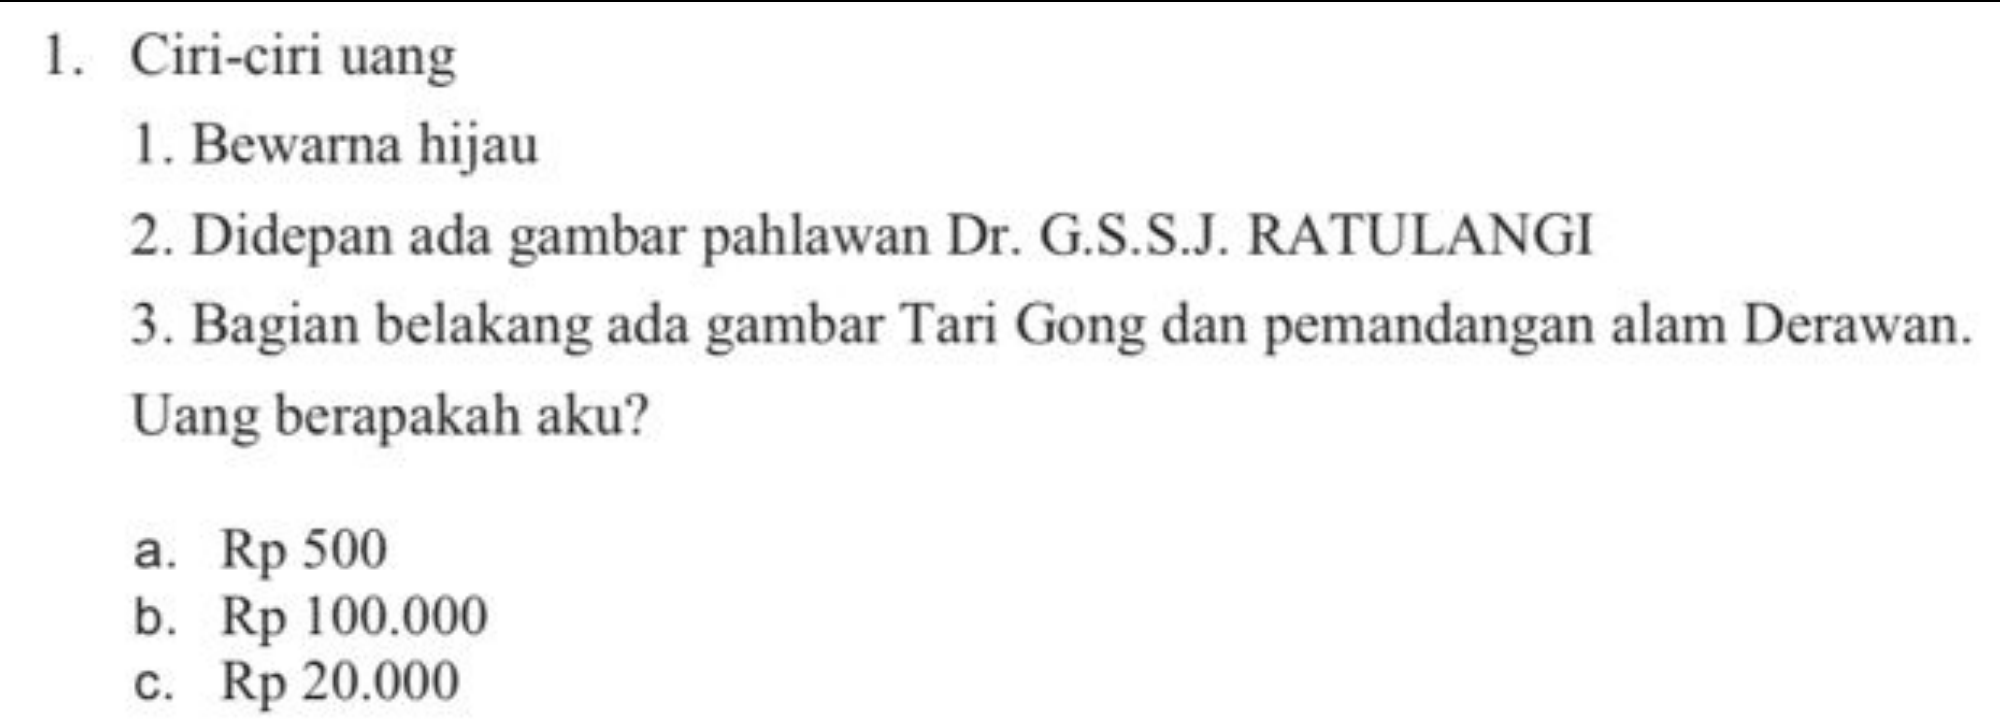 1. Ciri-ciri uang
1. Bewarna hijau
2. Didepan ada gambar pahlawan Dr. G.S.S.J. RATULANGI
3. Bagian belakang ada gambar Tari Gong dan pemandangan alam Derawan.
Uang berapakah aku?
a. Rp 500
b. Rp 100.000
c. Rp 20.000